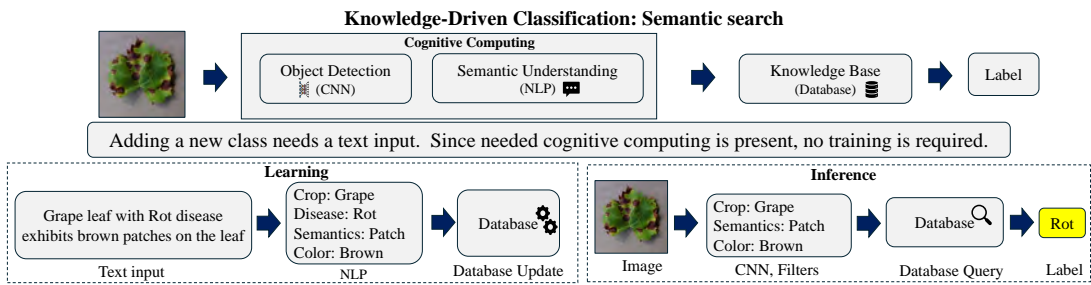 Knowledge-Driven Classification: Semantic search
Cognitive Computing
Object Detection
(CNN)
Semantic Understanding
(NLP)
Knowledge Base
(Database)
Label
Adding a new class needs a text input. Since needed cognitive computing is present, no training is required.
Learning
Grape leaf with Rot disease
exhibits brown patches on the leaf
Text input
Crop: Grape
Disease: Rot
Semantics: Patch
Color: Brown
NLP
Database
Database Update
Inference
Image
Crop: Grape
Semantics: Patch
Color: Brown
CNN, Filters
Database
Database Query
Rot
Label